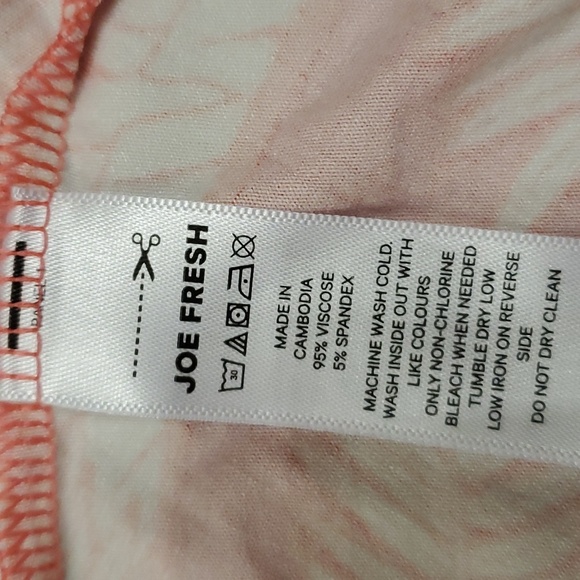 JOE FRESH
30
MADE IN
CAMBODIA
95% VISCOSE
5% SPANDEX
MACHINE WASH COLD.
WASH INSIDE OUT WITH
LIKE COLOURS
ONLY NON-CHLORINE
BLEACH WHEN NEEDED
TUMBLE DRY LOW
LOW IRON ON REVERSE
SIDE
DO NOT DRY CLEAN